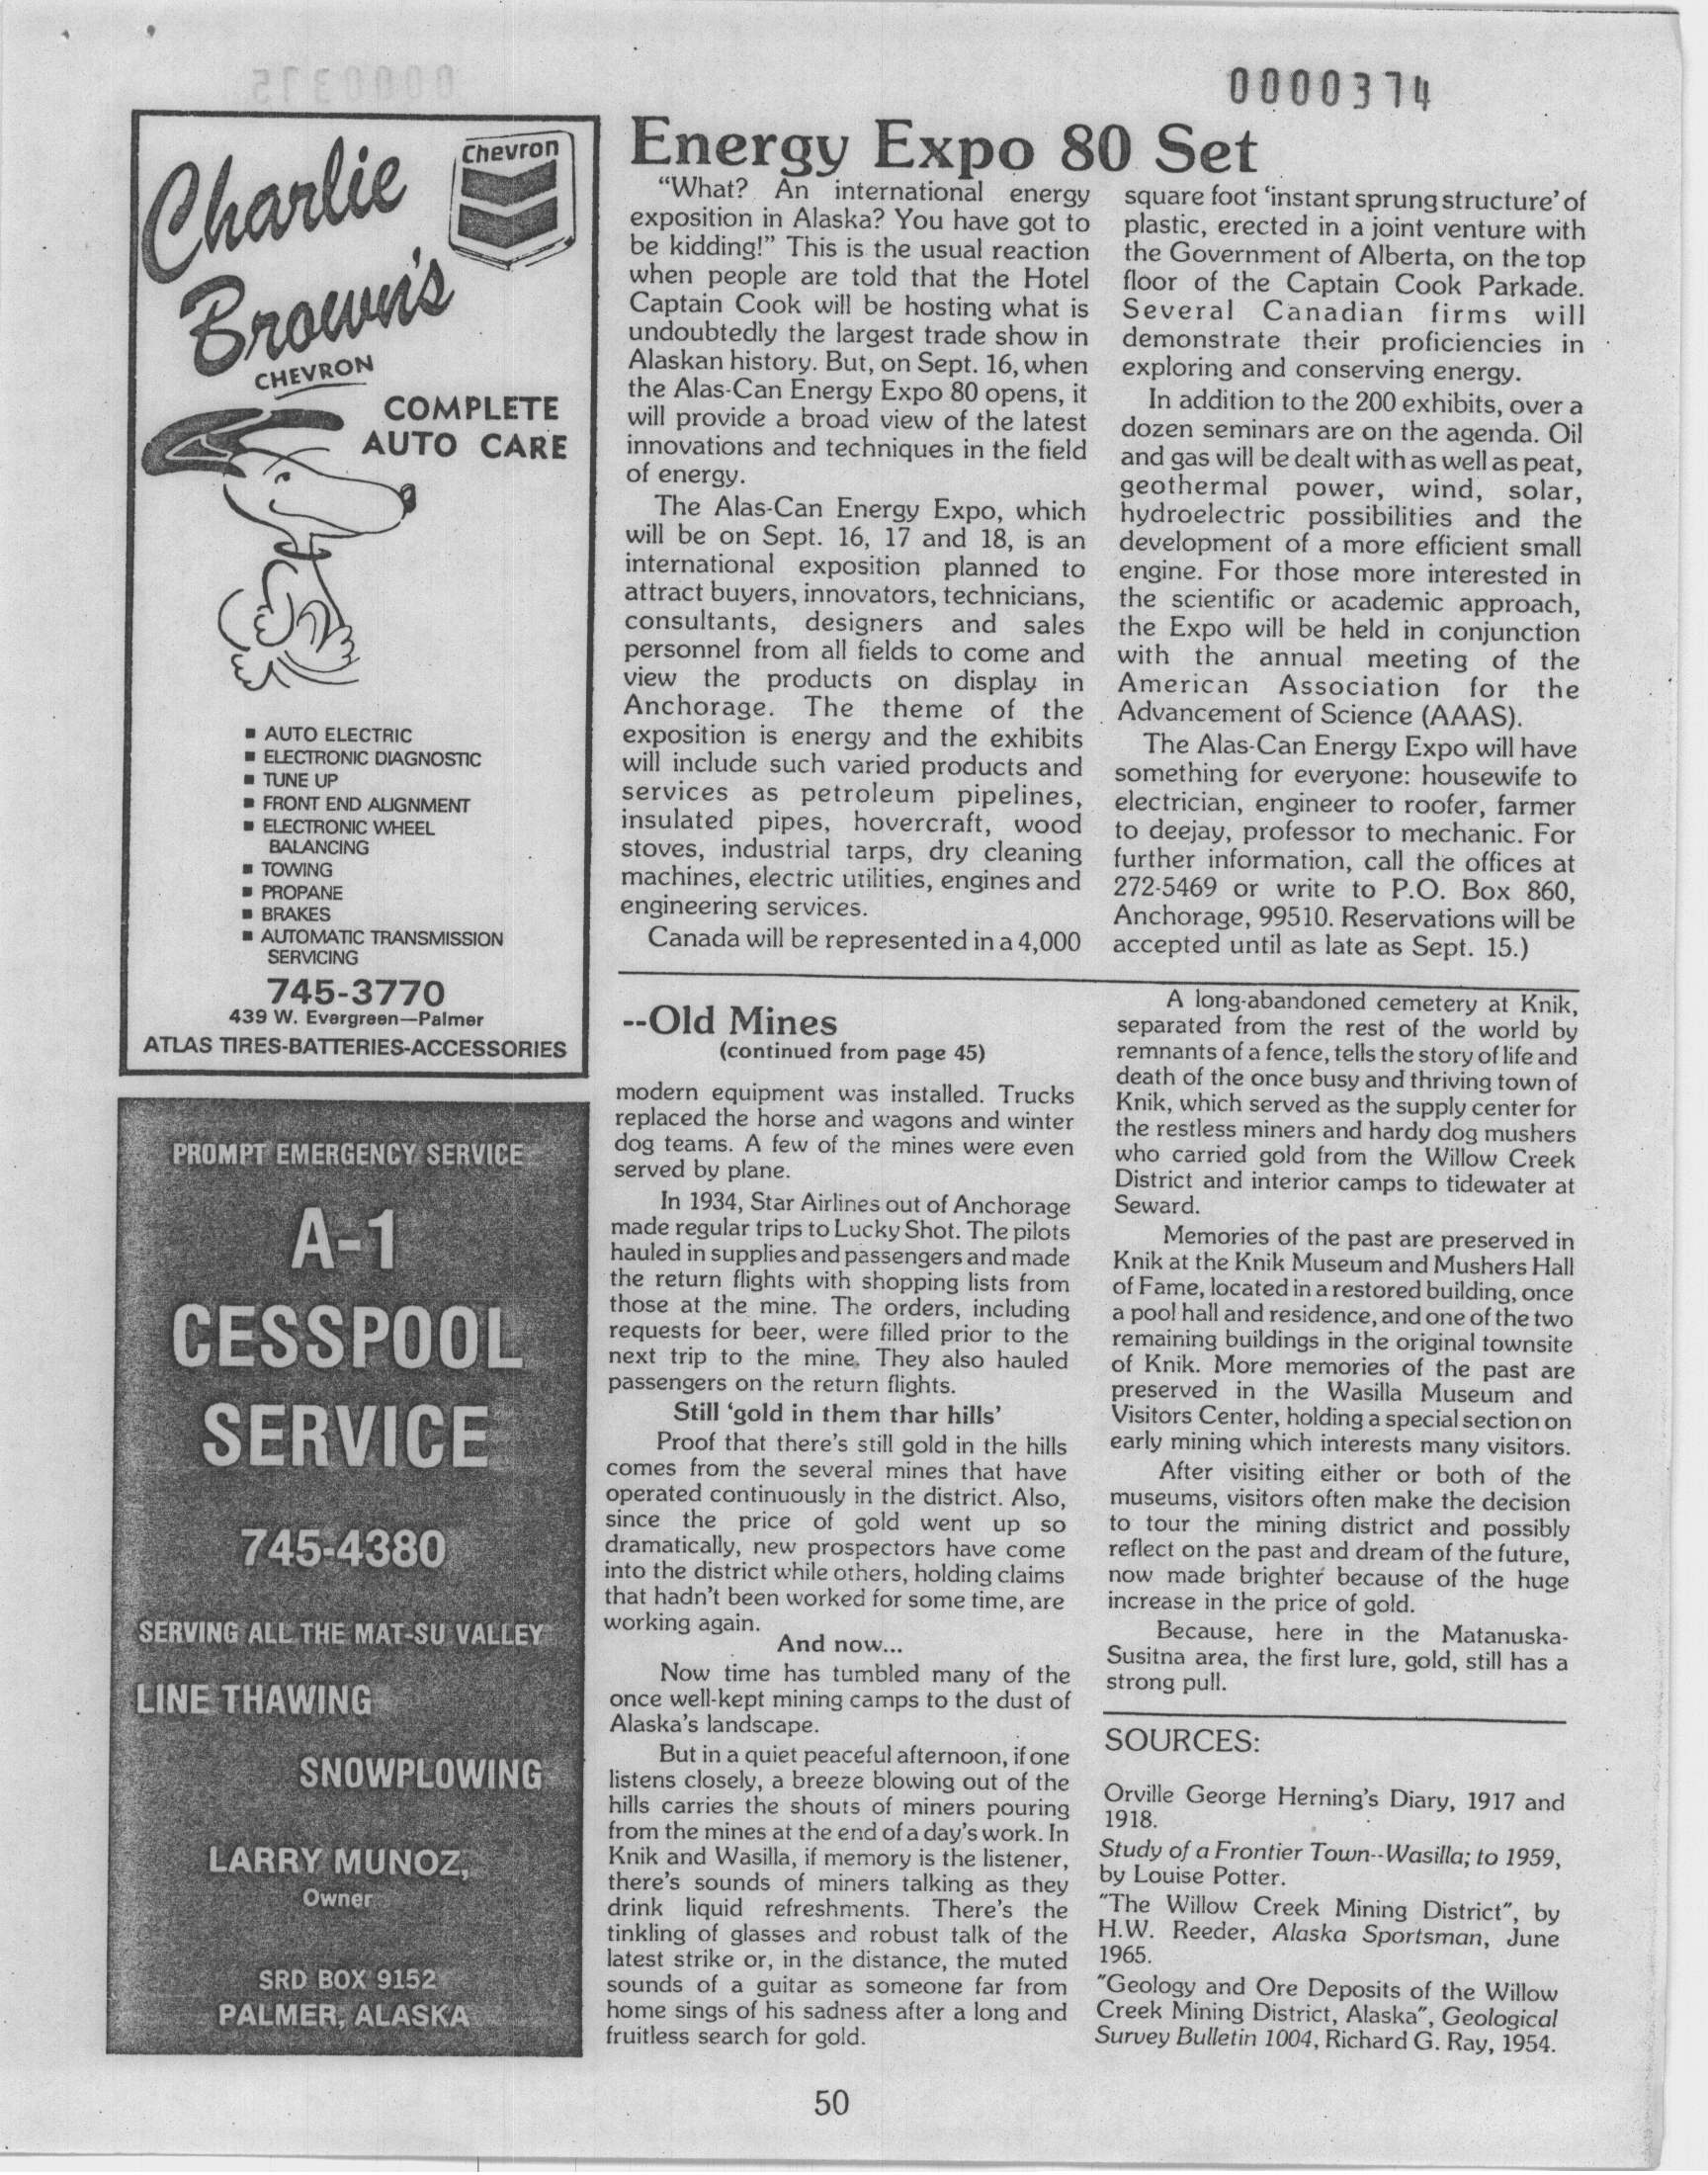 0000374
Charlie
Brown's
CHEVRON
Chevron
COMPLETE
AUTO CARE
AUTO ELECTRIC
ELECTRONIC DIAGNOSTIC
TUNE UP
FRONT END ALIGNMENT
ELECTRONIC WHEEL
BALANCING
TOWING
PROPANE
BRAKES
AUTOMATIC TRANSMISSION
SERVICING
745-3770
439 W. Evergreen—Palmer
ATLAS TIRES-BATTERIES-ACCESSORIES
PROMPT EMERGENCY SERVICE
A-1
CESSPOOL
SERVICE
745-4380
SERVING ALL THE MAT-SU VALLEY
LINE THAWING
SNOWPLOWING
LARRY MUNOZ,
Owner
SRD BOX 9152
PALMER, ALASKA
Energy Expo 80 Set
“What? An international energy
exposition in Alaska? You have got to
be kidding!” This is the usual reaction
when people are told that the Hotel
Captain Cook will be hosting what is
undoubtedly the largest trade show in
Alaskan history. But, on Sept. 16, when
the Alas-Can Energy Expo 80 opens, it
will provide a broad view of the latest
innovations and techniques in the field
of energy.
The Alas-Can Energy Expo, which
will be on Sept. 16, 17 and 18, is an
international exposition planned to
attract buyers, innovators, technicians,
consultants, designers and sales
personnel from all fields to come and
view the products on display in
Anchorage. The theme of the
exposition is energy and the exhibits
will include such varied products and
services as petroleum pipelines,
insulated pipes, hovercraft, wood
stoves, industrial tarps, dry cleaning
machines, electric utilities, engines and
engineering services.
Canada will be represented in a 4,000
square foot ‘instant sprung structure’ of
plastic, erected in a joint venture with
the Government of Alberta, on the top
floor of the Captain Cook Parkade.
Several Canadian firms will
demonstrate their proficiencies in
exploring and conserving energy.
In addition to the 200 exhibits, over a
dozen seminars are on the agenda. Oil
and gas will be dealt with as well as peat,
geothermal power, wind, solar,
hydroelectric possibilities and the
development of a more efficient small
engine. For those more interested in
the scientific or academic approach,
the Expo will be held in conjunction
with the annual meeting of the
American Association for the
Advancement of Science (AAAS).
The Alas-Can Energy Expo will have
something for everyone: housewife to
electrician, engineer to roofer, farmer
to deejay, professor to mechanic. For
further information, call the offices at
272-5469 or write to P.O. Box 860,
Anchorage, 99510. Reservations will be
accepted until as late as Sept. 15.)
--Old Mines
(continued from page 45)
modern equipment was installed. Trucks
replaced the horse and wagons and winter
dog teams. A few of the mines were even
served by plane.
In 1934, Star Airlines out of Anchorage
made regular trips to Lucky Shot. The pilots
hauled in supplies and passengers and made
the return flights with shopping lists from
those at the mine. The orders, including
requests for beer, were filled prior to the
next trip to the mine. They also hauled
passengers on the return flights.
Still ‘gold in them thar hills’
Proof that there's still gold in the hills
comes from the several mines that have
operated continuously in the district. Also,
since the price of gold went up so
dramatically, new prospectors have come
into the district while others, holding claims
that hadn't been worked for some time, are
working again.
And now...
Now time has tumbled many of the
once well-kept mining camps to the dust of
Alaska's landscape.
But in a quiet peaceful afternoon, if one
listens closely, a breeze blowing out of the
hills carries the shouts of miners pouring
from the mines at the end of a day's work. In
Knik and Wasilla, if memory is the listener,
there's sounds of miners talking as they
drink liquid refreshments. There's the
tinkling of glasses and robust talk of the
latest strike or, in the distance, the muted
sounds of a guitar as someone far from
home sings of his sadness after a long and
fruitless search for gold.
A long-abandoned cemetery at Knik,
separated from the rest of the world by
remnants of a fence, tells the story of life and
death of the once busy and thriving town of
Knik, which served as the supply center for
the restless miners and hardy dog mushers
who carried gold from the Willow Creek
District and interior camps to tidewater at
Seward.
Memories of the past are preserved in
Knik at the Knik Museum and Mushers Hall
of Fame, located in a restored building, once
a pool hall and residence, and one of the two
remaining buildings in the original townsite
of Knik. More memories of the past are
preserved in the Wasilla Museum and
Visitors Center, holding a special section on
early mining which interests many visitors.
After visiting either or both of the
museums, visitors often make the decision
to tour the mining district and possibly
reflect on the past and dream of the future,
now made brighter because of the huge
increase in the price of gold.
Because, here in the Matanuska-
Susitna area, the first lure, gold, still has a
strong pull.
SOURCES:
Orville George Herning's Diary, 1917 and
1918.
Study of a Frontier Town--Wasilla; to 1959,
by Louise Potter.
"The Willow Creek Mining District", by
H.W. Reeder, Alaska Sportsman, June
1965.
"Geology and Ore Deposits of the Willow
Creek Mining District, Alaska", Geological
Survey Bulletin 1004, Richard G. Ray, 1954.
50